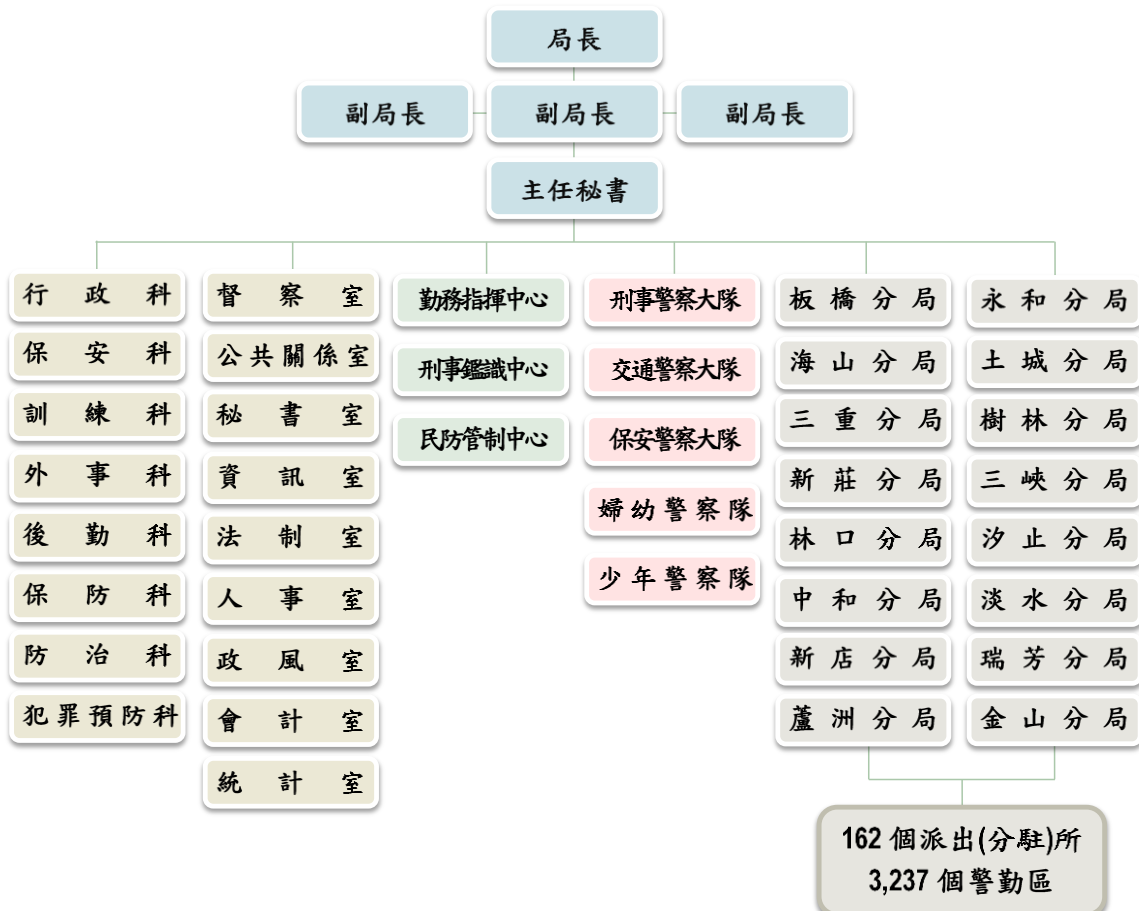 局長
副局長
副局長
副局長
主任秘書
行政科
保安科
訓練科
外事科
後勤科
保防科
防治科
犯罪預防科
督察室
公共關係室
秘書室
資訊室
法制室
人事室
政風室
會計室
統計室
勤務指揮中心
刑事鑑識中心
民防管制中心
刑事警察大隊
交通警察大隊
保安警察大隊
婦幼警察隊
少年警察隊
板橋分局
海山分局
三重分局
新莊分局
林口分局
中和分局
新店分局
蘆洲分局
永和分局
土城分局
樹林分局
三峽分局
汐止分局
淡水分局
瑞芳分局
金山分局
162 個派出(分駐)所
3,237 個警勤區